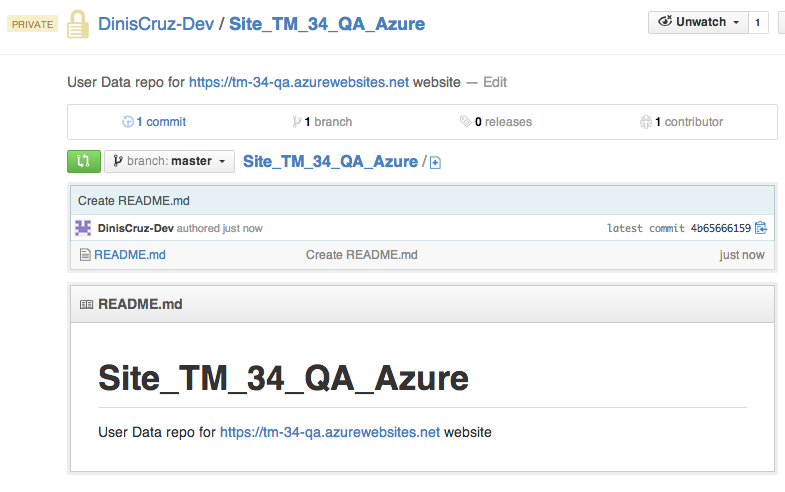 PRIVATE DinisCruz-Dev / Site_TM_34_QA_Azure Unwatch 1
User Data repo for https://tm-34-qa.azurewebsites.net website — Edit
1 commit 1 branch 0 releases 1 contributor
branch: master Site_TM_34_QA_Azure /
Create README.md
DinisCruz-Dev authored just now latest commit 4b65666159
README.md Create README.md just now
README.md
Site_TM_34_QA_Azure
User Data repo for https://tm-34-qa.azurewebsites.net website